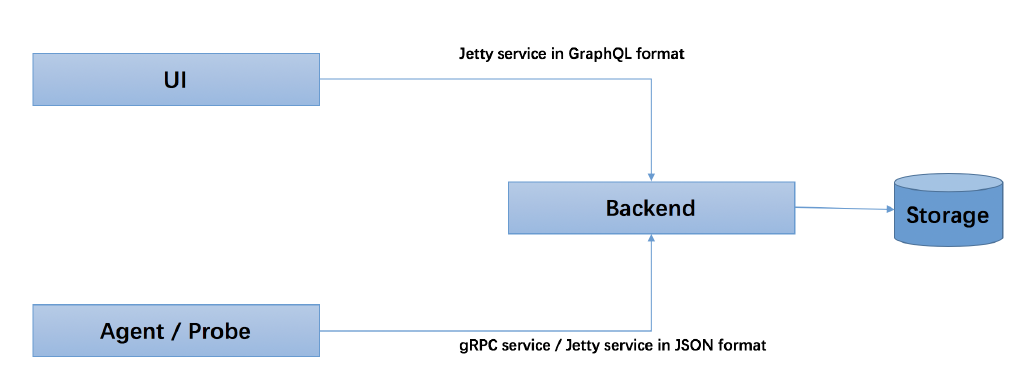 Jetty service in GraphQL format
UI
Backend
Storage
Agent / Probe
gRPC service / Jetty service in JSON format